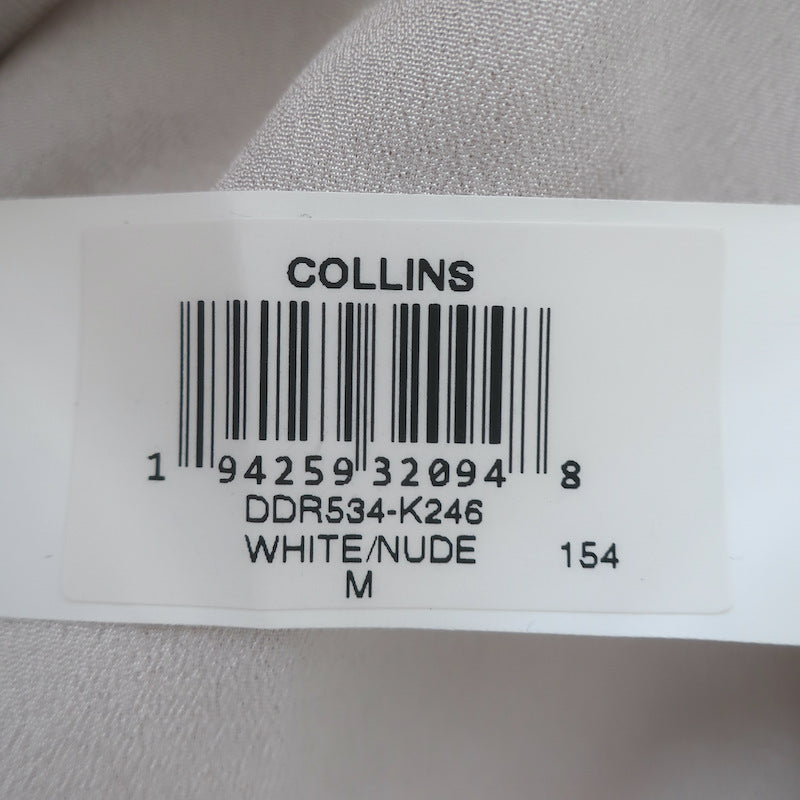 COLLINS
1 94259 32094 8
DDR534-K246
WHITE/NUDE 154
M